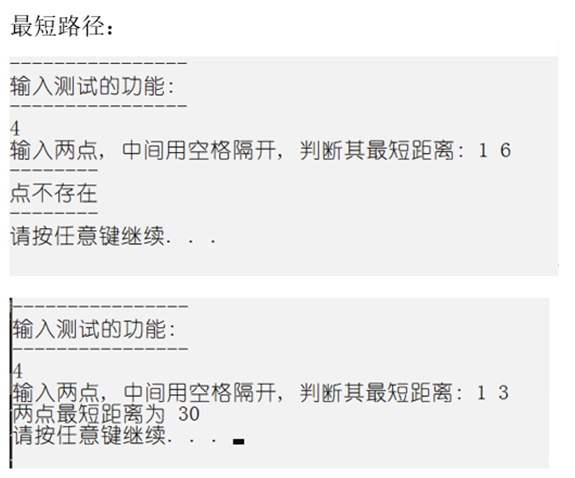 最短路径：
----------------
输入测试的功能:
----------------
4
输入两点, 中间用空格隔开, 判断其最短距离: 1 6
--------
点不存在
--------
请按任意键继续. . .
----------------
输入测试的功能:
----------------
4
输入两点, 中间用空格隔开, 判断其最短距离: 1 3
两点最短距离为 30
请按任意键继续. . .